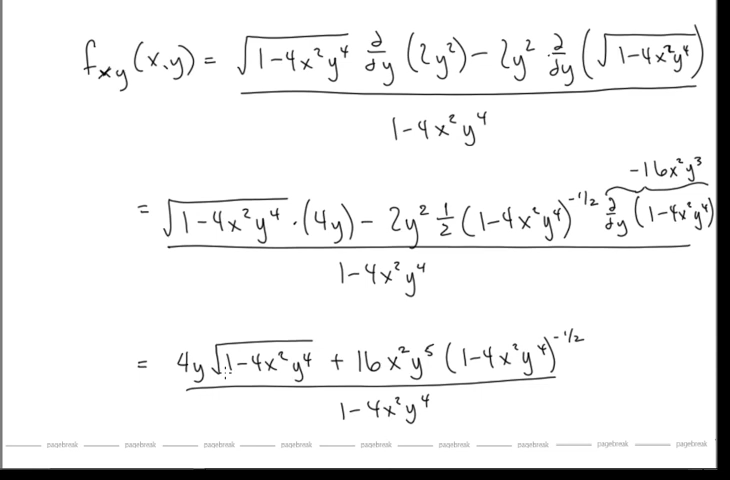 f_xy(x,y) = √(1-4x²y⁴) ∂/∂y (2y²) - 2y² ∂/∂y (√(1-4x²y⁴))
1-4x²y⁴
-16x²y³
= √(1-4x²y⁴) · (4y) - 2y² 1/2 (1-4x²y⁴)^-1/2 ∂/∂y (1-4x²y⁴)
1-4x²y⁴
= 4y√(1-4x²y⁴) + 16x²y⁵ (1-4x²y⁴)^-1/2
1-4x²y⁴
pagebreak pagebreak pagebreak pagebreak pagebreak pagebreak pagebreak pagebreak pagebreak